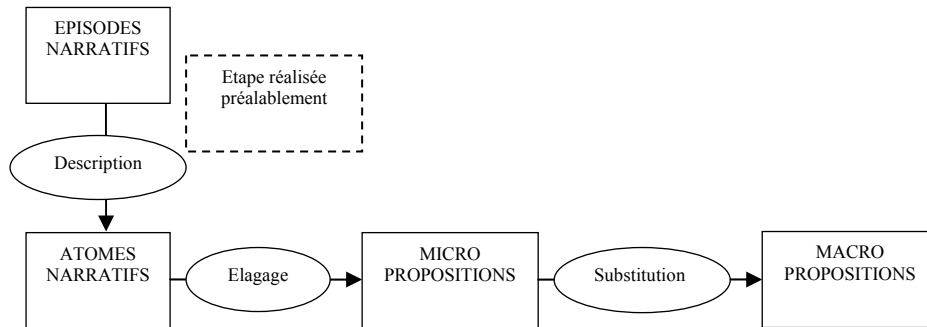 EPISODES
NARRATIFS
Etape réalisée
préalablement
Description
ATOMES
NARRATIFS
Elagage
MICRO
PROPOSITIONS
Substitution
MACRO
PROPOSITIONS